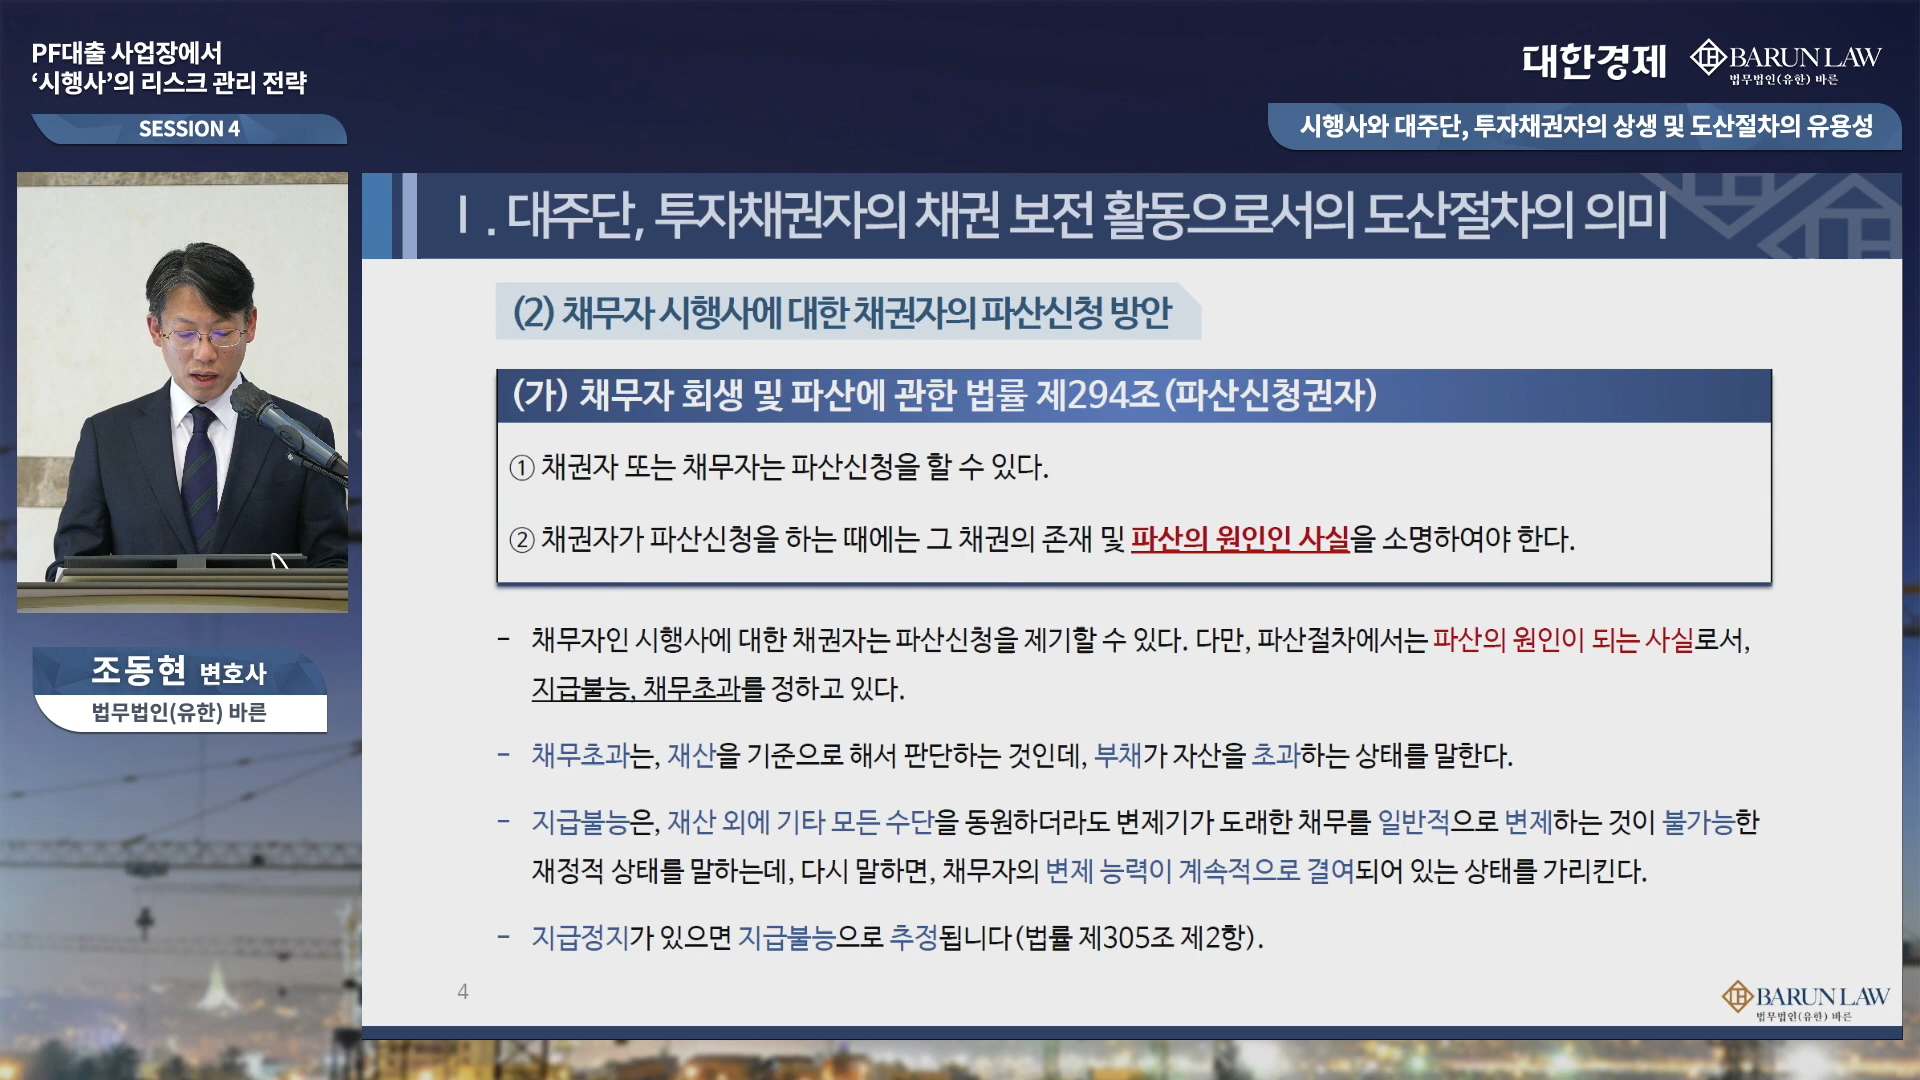 PF대출 사업장에서
‘시행사’의 리스크 관리 전략
SESSION 4
대한경제
BARUN LAW
법무법인(유한) 바른
시행사와 대주단, 투자채권자의 상생 및 도산절차의 유용성
Ⅰ. 대주단, 투자채권자의 채권 보전 활동으로서의 도산절차의 의미
(2) 채무자 시행사에 대한 채권자의 파산신청 방안
(가) 채무자 회생 및 파산에 관한 법률 제294조(파산신청권자)
① 채권자 또는 채무자는 파산신청을 할 수 있다.
② 채권자가 파산신청을 하는 때에는 그 채권의 존재 및 파산의 원인인 사실을 소명하여야 한다.
- 채무자인 시행사에 대한 채권자는 파산신청을 제기할 수 있다. 다만, 파산절차에서는 파산의 원인이 되는 사실로서,
지급불능, 채무초과를 정하고 있다.
- 채무초과는, 재산을 기준으로 해서 판단하는 것인데, 부채가 자산을 초과하는 상태를 말한다.
- 지급불능은, 재산 외에 기타 모든 수단을 동원하더라도 변제기가 도래한 채무를 일반적으로 변제하는 것이 불가능한
재정적 상태를 말하는데, 다시 말하면, 채무자의 변제 능력이 계속적으로 결여되어 있는 상태를 가리킨다.
- 지급정지가 있으면 지급불능으로 추정됩니다(법률 제305조 제2항).
4
BARUN LAW
법무법인(유한) 바른
조동현 변호사
법무법인(유한) 바른